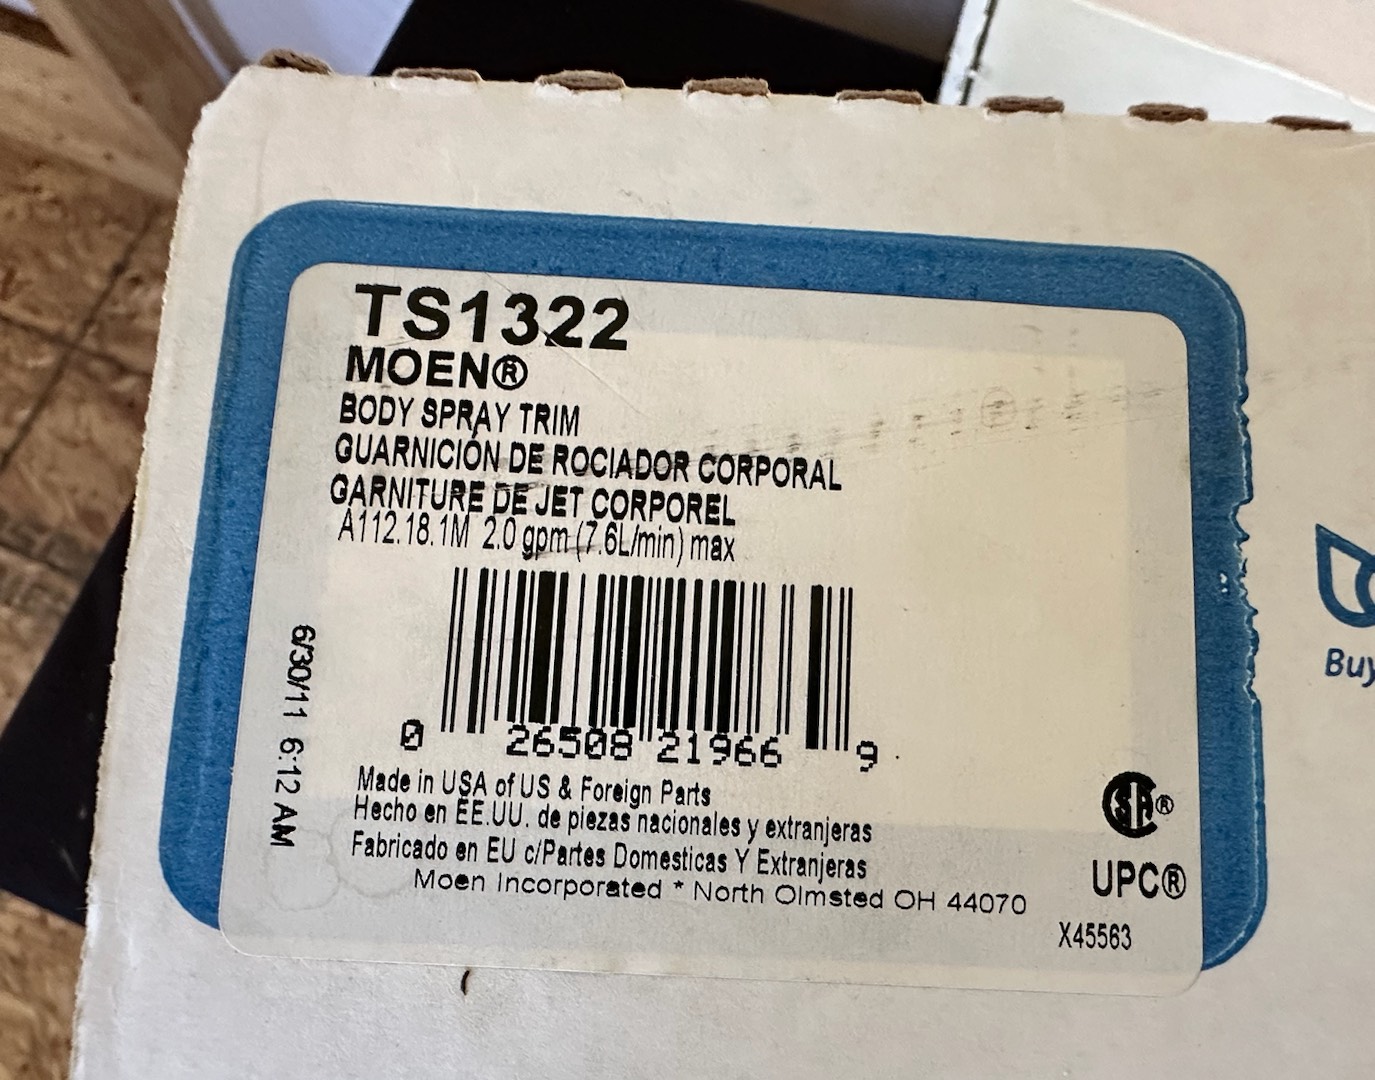 TS1322
MOEN®
BODY SPRAY TRIM
GUARNICIÓN DE ROCIADOR CORPORAL
GARNITURE DE JET CORPOREL
A112.18.1M 2.0 gpm (7.6L/min) max
6/30/11 6:12 AM
0 26508 21966 9
Made in USA of US & Foreign Parts
Hecho en EE.UU. de piezas nacionales y extranjeras
Fabricado en EU c/Partes Domesticas Y Extranjeras
Moen Incorporated * North Olmsted OH 44070
SA®
UPC®
X45563
Buy